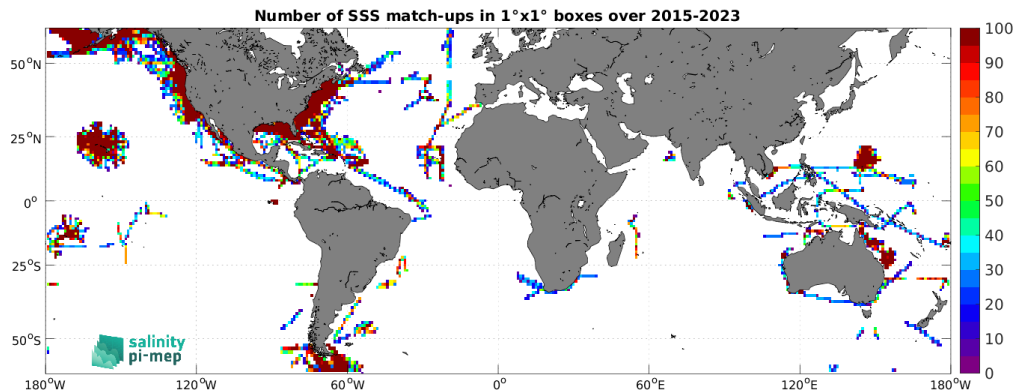 Number of SSS match-ups in 1°x1° boxes over 2015-2023
50°N
25°N
0°
25°S
50°S
180°W
120°W
60°W
0°
60°E
120°E
180°W
100
90
80
70
60
50
40
30
20
10
0
salinity
pi-mep